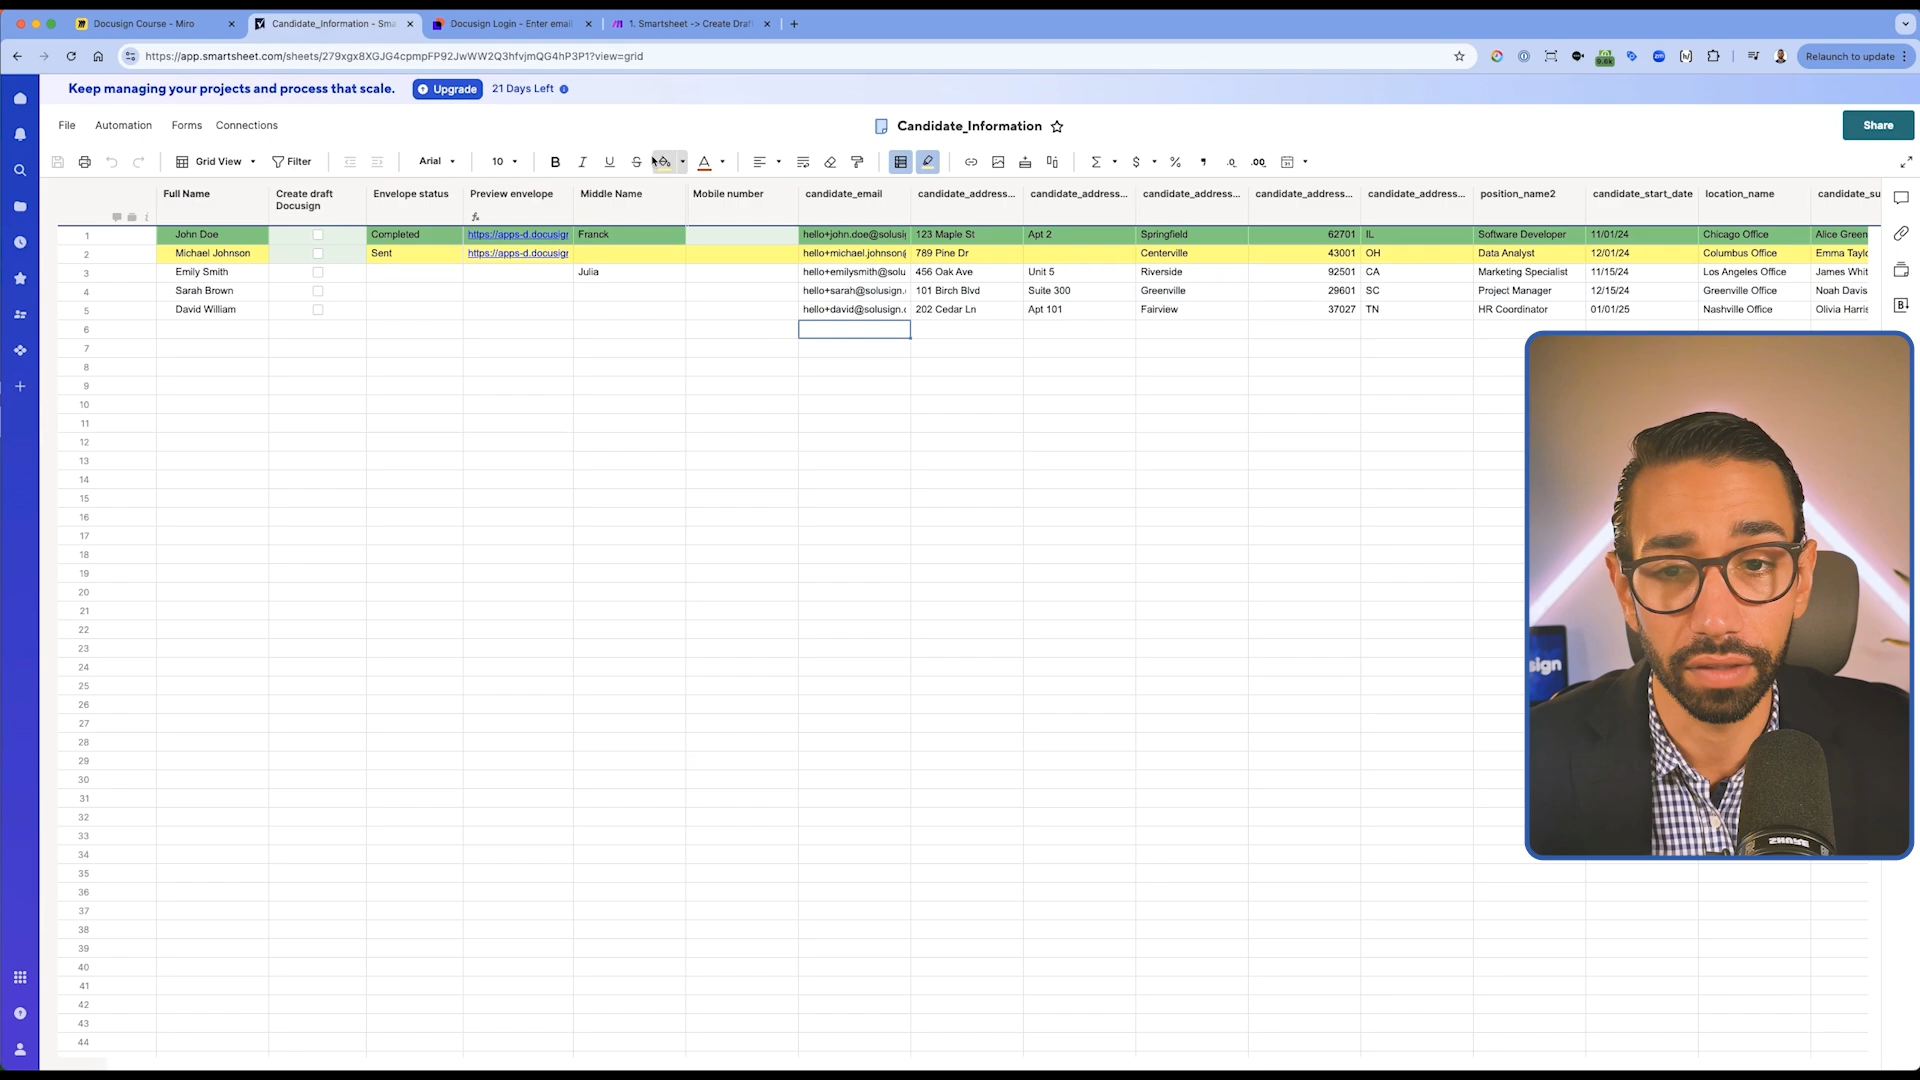 Docusign Course - Miro
Candidate_Information - Sma
Docusign Login - Enter email
1. Smartsheet -> Create Draft
https://app.smartsheet.com/sheets/279xgx8XGJG4cpmpFP92JwWW2Q3hfvjmQG4hP3P1?view=grid
9.6k
Relaunch to update
Keep managing your projects and process that scale.
Upgrade
21 Days Left
File
Automation
Forms
Connections
Candidate_Information
Share
Grid View
Filter
Arial
10
B
I
U
S
A
Σ
$
%
.0
.00
Full Name
Create draft Docusign
Envelope status
Preview envelope
Middle Name
Mobile number
candidate_email
candidate_address...
candidate_address...
candidate_address...
candidate_address...
candidate_address...
position_name2
candidate_start_date
location_name
candidate_su
fx
1 John Doe Completed https://apps-d.docusigr Franck hello+john.doe@solusig 123 Maple St Apt 2 Springfield 62701 IL Software Developer 11/01/24 Chicago Office Alice Green
2 Michael Johnson Sent https://apps-d.docusigr hello+michael.johnson@ 789 Pine Dr Centerville 43001 OH Data Analyst 12/01/24 Columbus Office Emma Taylo
3 Emily Smith Julia hello+emilysmith@solu 456 Oak Ave Unit 5 Riverside 92501 CA Marketing Specialist 11/15/24 Los Angeles Office James Whit
4 Sarah Brown hello+sarah@solusign. 101 Birch Blvd Suite 300 Greenville 29601 SC Project Manager 12/15/24 Greenville Office Noah Davis
5 David William hello+david@solusign.c 202 Cedar Ln Apt 101 Fairview 37027 TN HR Coordinator 01/01/25 Nashville Office Olivia Harris
6
7
8
9
10
11
12
13
14
15
16
17
18
19
20
21
22
23
24
25
26
27
28
29
30
31
32
33
34
35
36
37
38
39
40
41
42
43
44
sign
SHURE